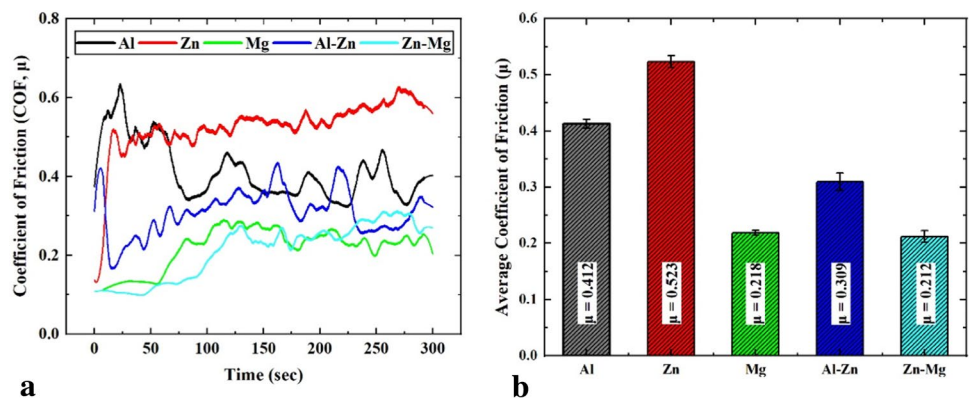 0.8
0.6
0.4
0.2
0.0
Coefficient of Friction (COF, μ)
Al Zn Mg Al-Zn Zn-Mg
0 50 100 150 200 250 300
Time (sec)
a
0.6
0.5
0.4
0.3
0.2
0.1
0.0
Average Coefficient of Friction (μ)
μ = 0.412
μ = 0.523
μ = 0.218
μ = 0.309
μ = 0.212
Al Zn Mg Al-Zn Zn-Mg
b